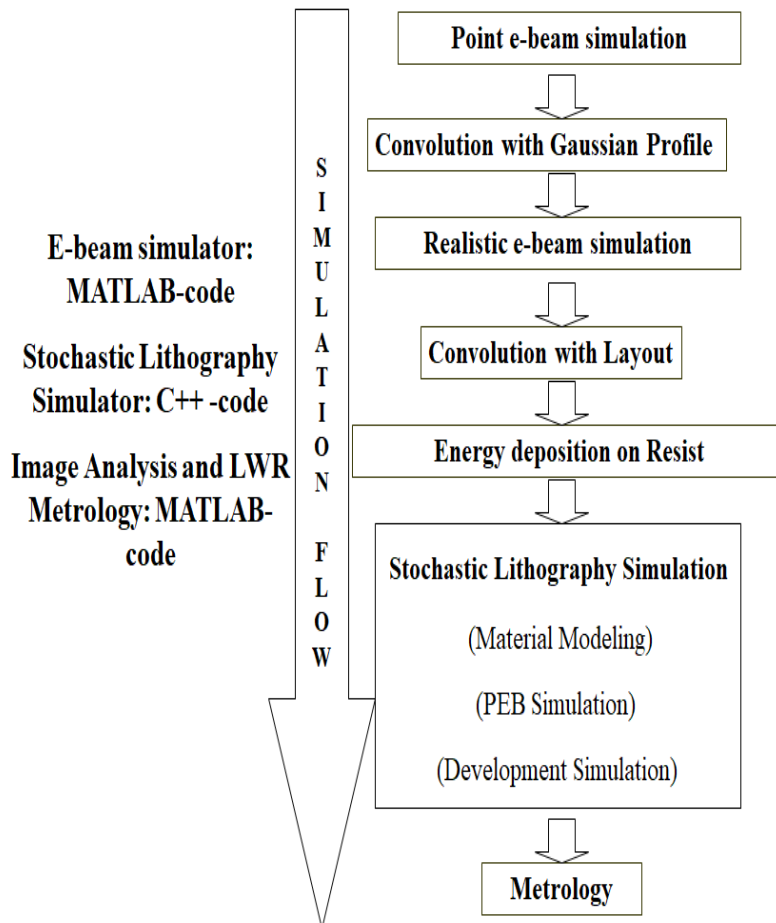 E-beam simulator:
MATLAB-code
Stochastic Lithography
Simulator: C++ -code
Image Analysis and LWR
Metrology: MATLAB-
code
S
I
M
U
L
A
T
I
O
N
F
L
O
W
Point e-beam simulation
Convolution with Gaussian Profile
Realistic e-beam simulation
Convolution with Layout
Energy deposition on Resist
Stochastic Lithography Simulation
(Material Modeling)
(PEB Simulation)
(Development Simulation)
Metrology